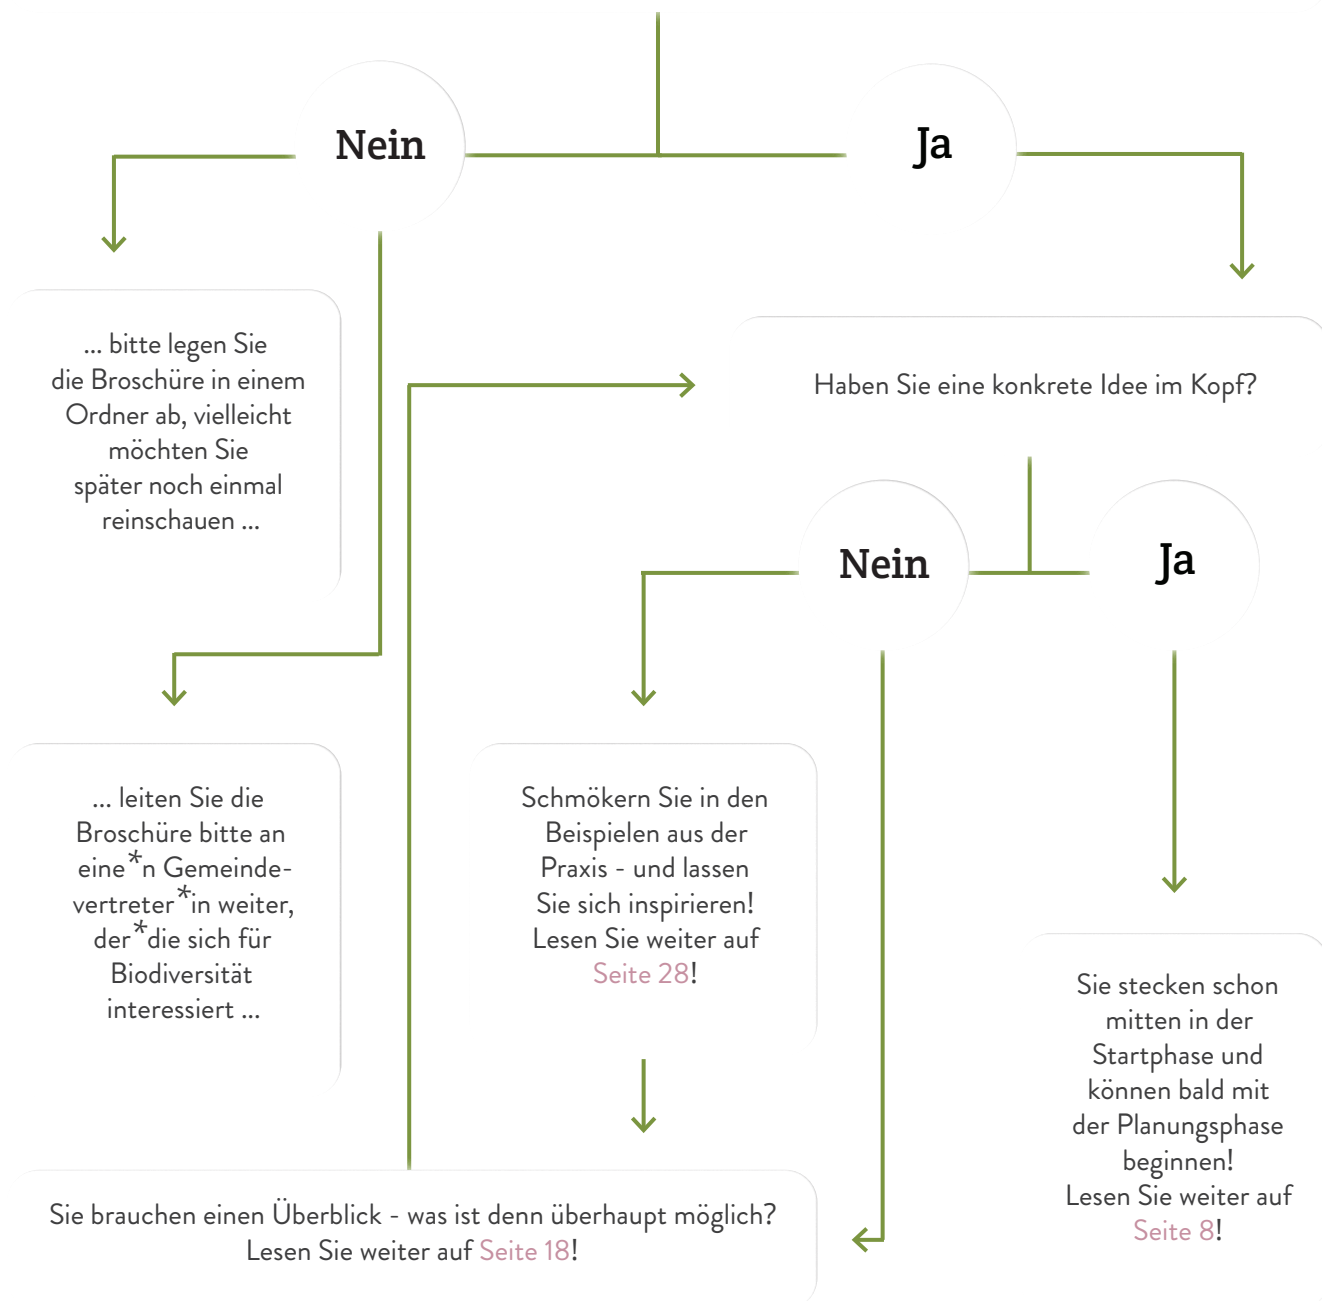 Nein
Ja
... bitte legen Sie
die Broschüre in einem
Ordner ab, vielleicht
möchten Sie
später noch einmal
reinschauen ...
Haben Sie eine konkrete Idee im Kopf?
Nein
Ja
... leiten Sie die
Broschüre bitte an
eine*n Gemeinde-
vertreter*in weiter,
der*die sich für
Biodiversität
interessiert ...
Schmökern Sie in den
Beispielen aus der
Praxis - und lassen
Sie sich inspirieren!
Lesen Sie weiter auf
Seite 28!
Sie stecken schon
mitten in der
Startphase und
können bald mit
der Planungsphase
beginnen!
Lesen Sie weiter auf
Seite 8!
Sie brauchen einen Überblick - was ist denn überhaupt möglich?
Lesen Sie weiter auf Seite 18!